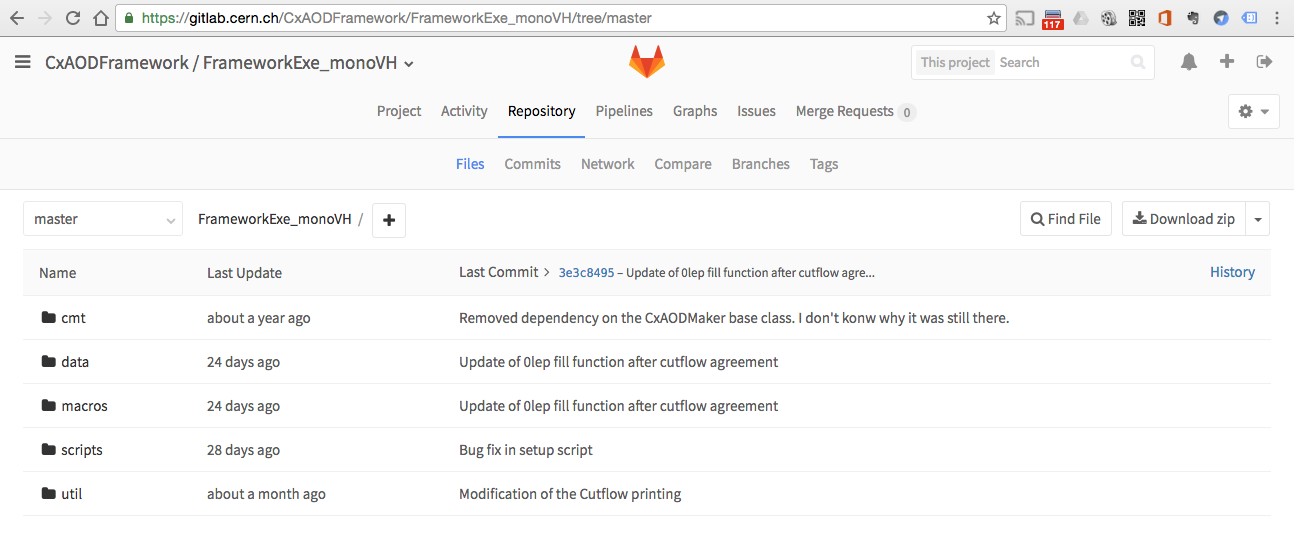 https://gitlab.cern.ch/CxAODFramework/FrameworkExe_monoVH/tree/master
117
CxAODFramework / FrameworkExe_monoVH
This project Search
Project Activity Repository Pipelines Graphs Issues Merge Requests 0
Files Commits Network Compare Branches Tags
master FrameworkExe_monoVH / + Find File Download zip
Name Last Update Last Commit > 3e3c8495 – Update of 0lep fill function after cutflow agre... History
cmt about a year ago Removed dependency on the CxAODMaker base class. I don't konw why it was still there.
data 24 days ago Update of 0lep fill function after cutflow agreement
macros 24 days ago Update of 0lep fill function after cutflow agreement
scripts 28 days ago Bug fix in setup script
util about a month ago Modification of the Cutflow printing